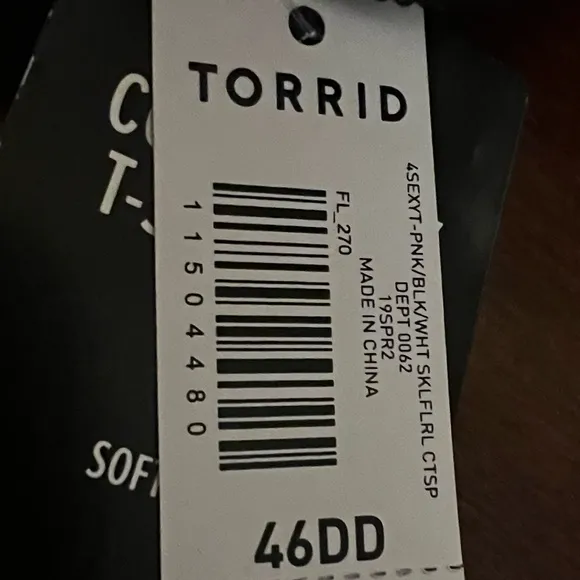 TORRID
4SEXYT-PNK/BLK/WHT SKLFLRL CTSP
DEPT 0062
19SPR2
MADE IN CHINA
FL_270
11504480
46DD